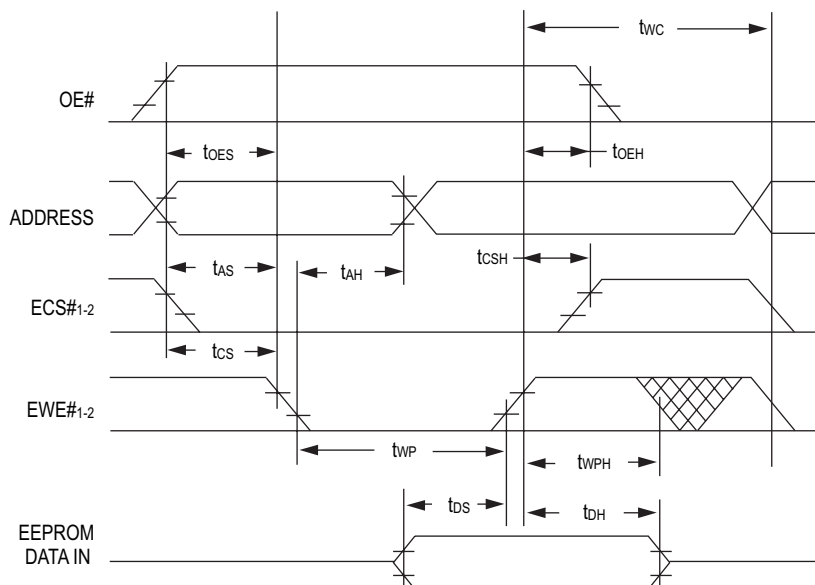 tWC
OE#
tOES
tOEH
ADDRESS
tCSH
tAS
tAH
ECS#1-2
tCS
EWE#1-2
tWP
tWPH
tDS
tDH
EEPROM
DATA IN